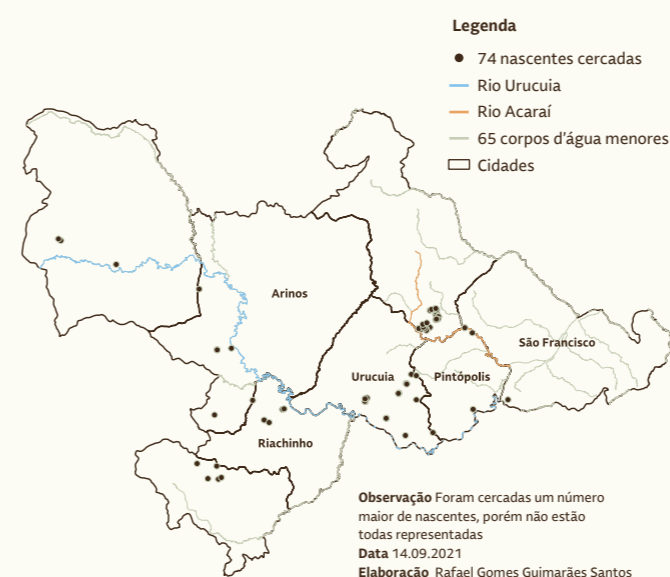 Legenda
74 nascentes cercadas
Rio Urucuia
Rio Acaraí
65 corpos d'água menores
Cidades
Arinos
São Francisco
Urucuia
Pintópolis
Riachinho
Observação Foram cercadas um número
maior de nascentes, porém não estão
todas representadas
Data 14.09.2021
Elaboração Rafael Gomes Guimarães Santos